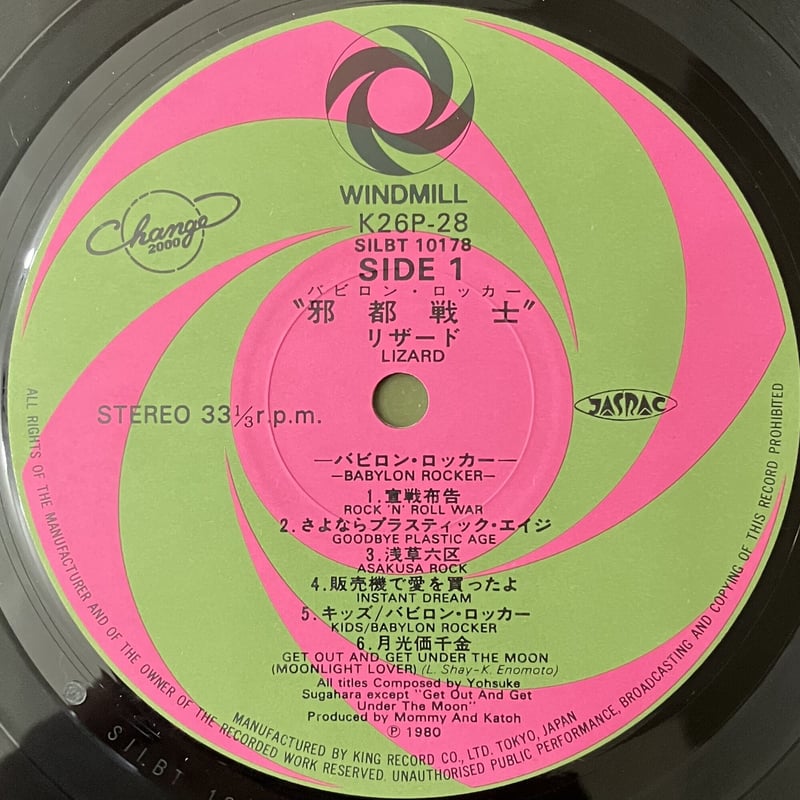 WINDMILL
Change
2000
K26P-28
SILBT 10178
SIDE 1
バビロン・ロッカー
"邪都戦士"
リザード
LIZARD
STEREO 33 1/3 r.p.m.
JASRAC
—バビロン・ロッカー—
—BABYLON ROCKER—
1.宣戦布告
ROCK 'N' ROLL WAR
2.さよならプラスティック・エイジ
GOODBYE PLASTIC AGE
3.浅草六区
ASAKUSA ROCK
4.販売機で愛を買ったよ
INSTANT DREAM
5.キッズ/バビロン・ロッカー
KIDS/BABYLON ROCKER
6.月光価千金
GET OUT AND GET UNDER THE MOON
(MOONLIGHT LOVER) (L. Shay-K. Enomoto)
All titles Composed by Yohsuke
Sugahara except "Get Out And Get
Under The Moon"
Produced by Mommy And Katoh
Ⓟ 1980
MANUFACTURED BY KING RECORD CO., LTD. TOKYO, JAPAN
ALL RIGHTS OF THE MANUFACTURER AND OF THE OWNER OF THE RECORDED WORK RESERVED. UNAUTHORISED PUBLIC PERFORMANCE, BROADCASTING AND COPYING OF THIS RECORD PROHIBITED
SILBT